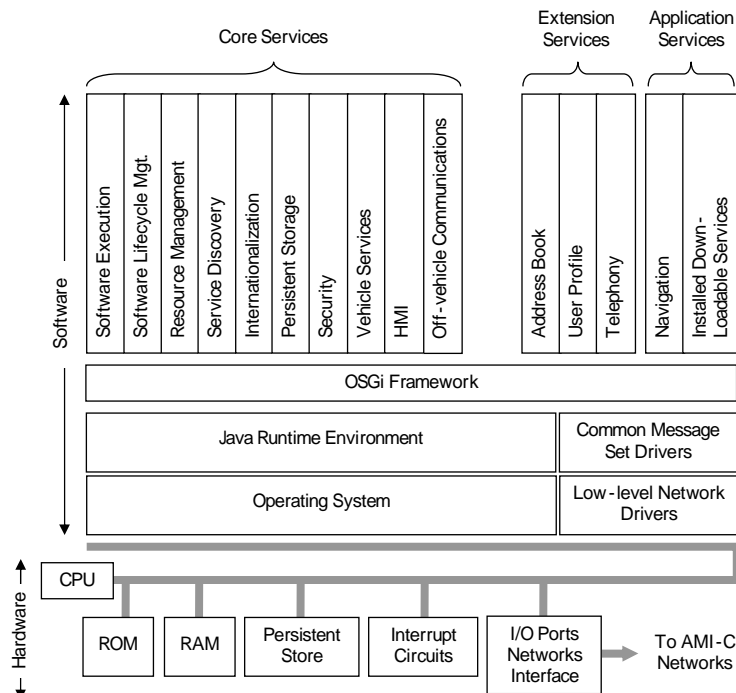 Core Services
Extension
Services
Application
Services
Software
Software Execution
Software Lifecycle Mgt.
Resource Management
Service Discovery
Internationalization
Persistent Storage
Security
Vehicle Services
HMI
Off-vehicle Communications
Address Book
User Profile
Telephony
Navigation
Installed Down-
Loadable Services
OSGi Framework
Java Runtime Environment
Common Message
Set Drivers
Operating System
Low-level Network
Drivers
Hardware
CPU
ROM
RAM
Persistent
Store
Interrupt
Circuits
I/O Ports
Networks
Interface
To AMI-C
Networks